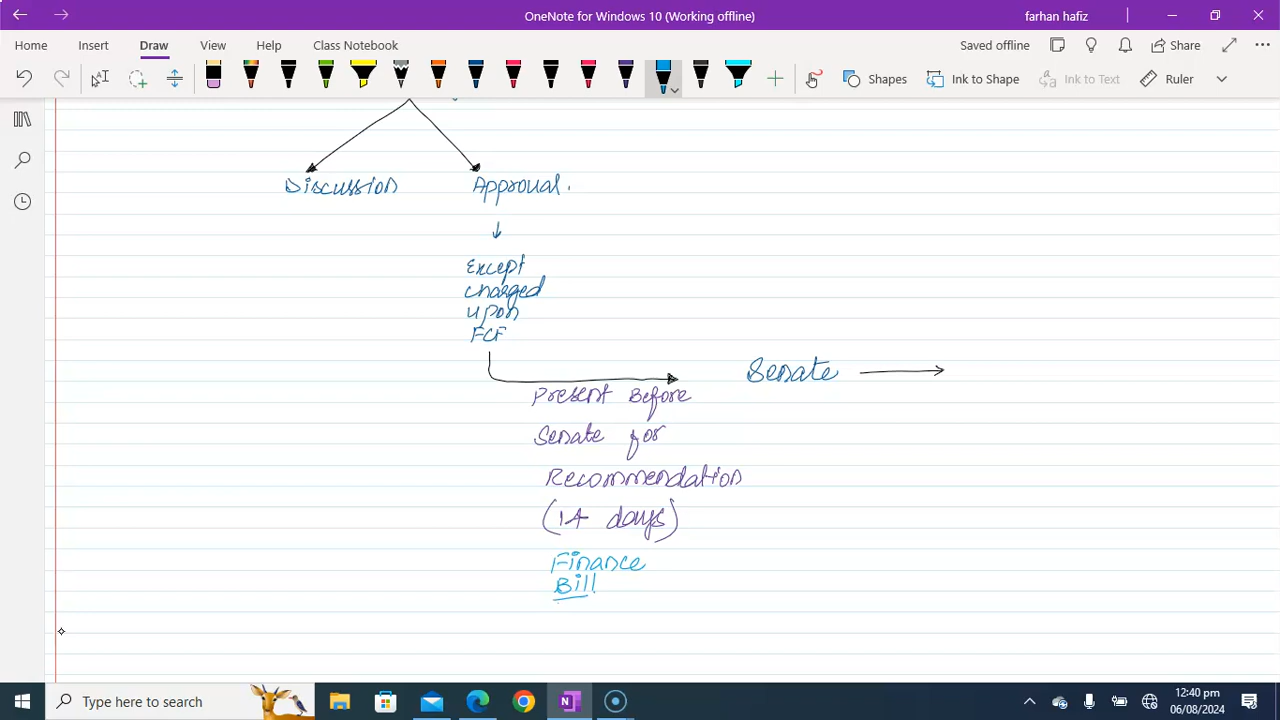 OneNote for Windows 10 (Working offline)
farhan hafiz
Home Insert Draw View Help Class Notebook
Saved offline
Share
Shapes
Ink to Shape
Ink to Text
Ruler
Discussion Approval.
Except
charged
upon
FCF
Senate
Present Before
Senate for
Recommendation
(14 days)
Finance
Bill
Type here to search
12:40 pm
06/08/2024